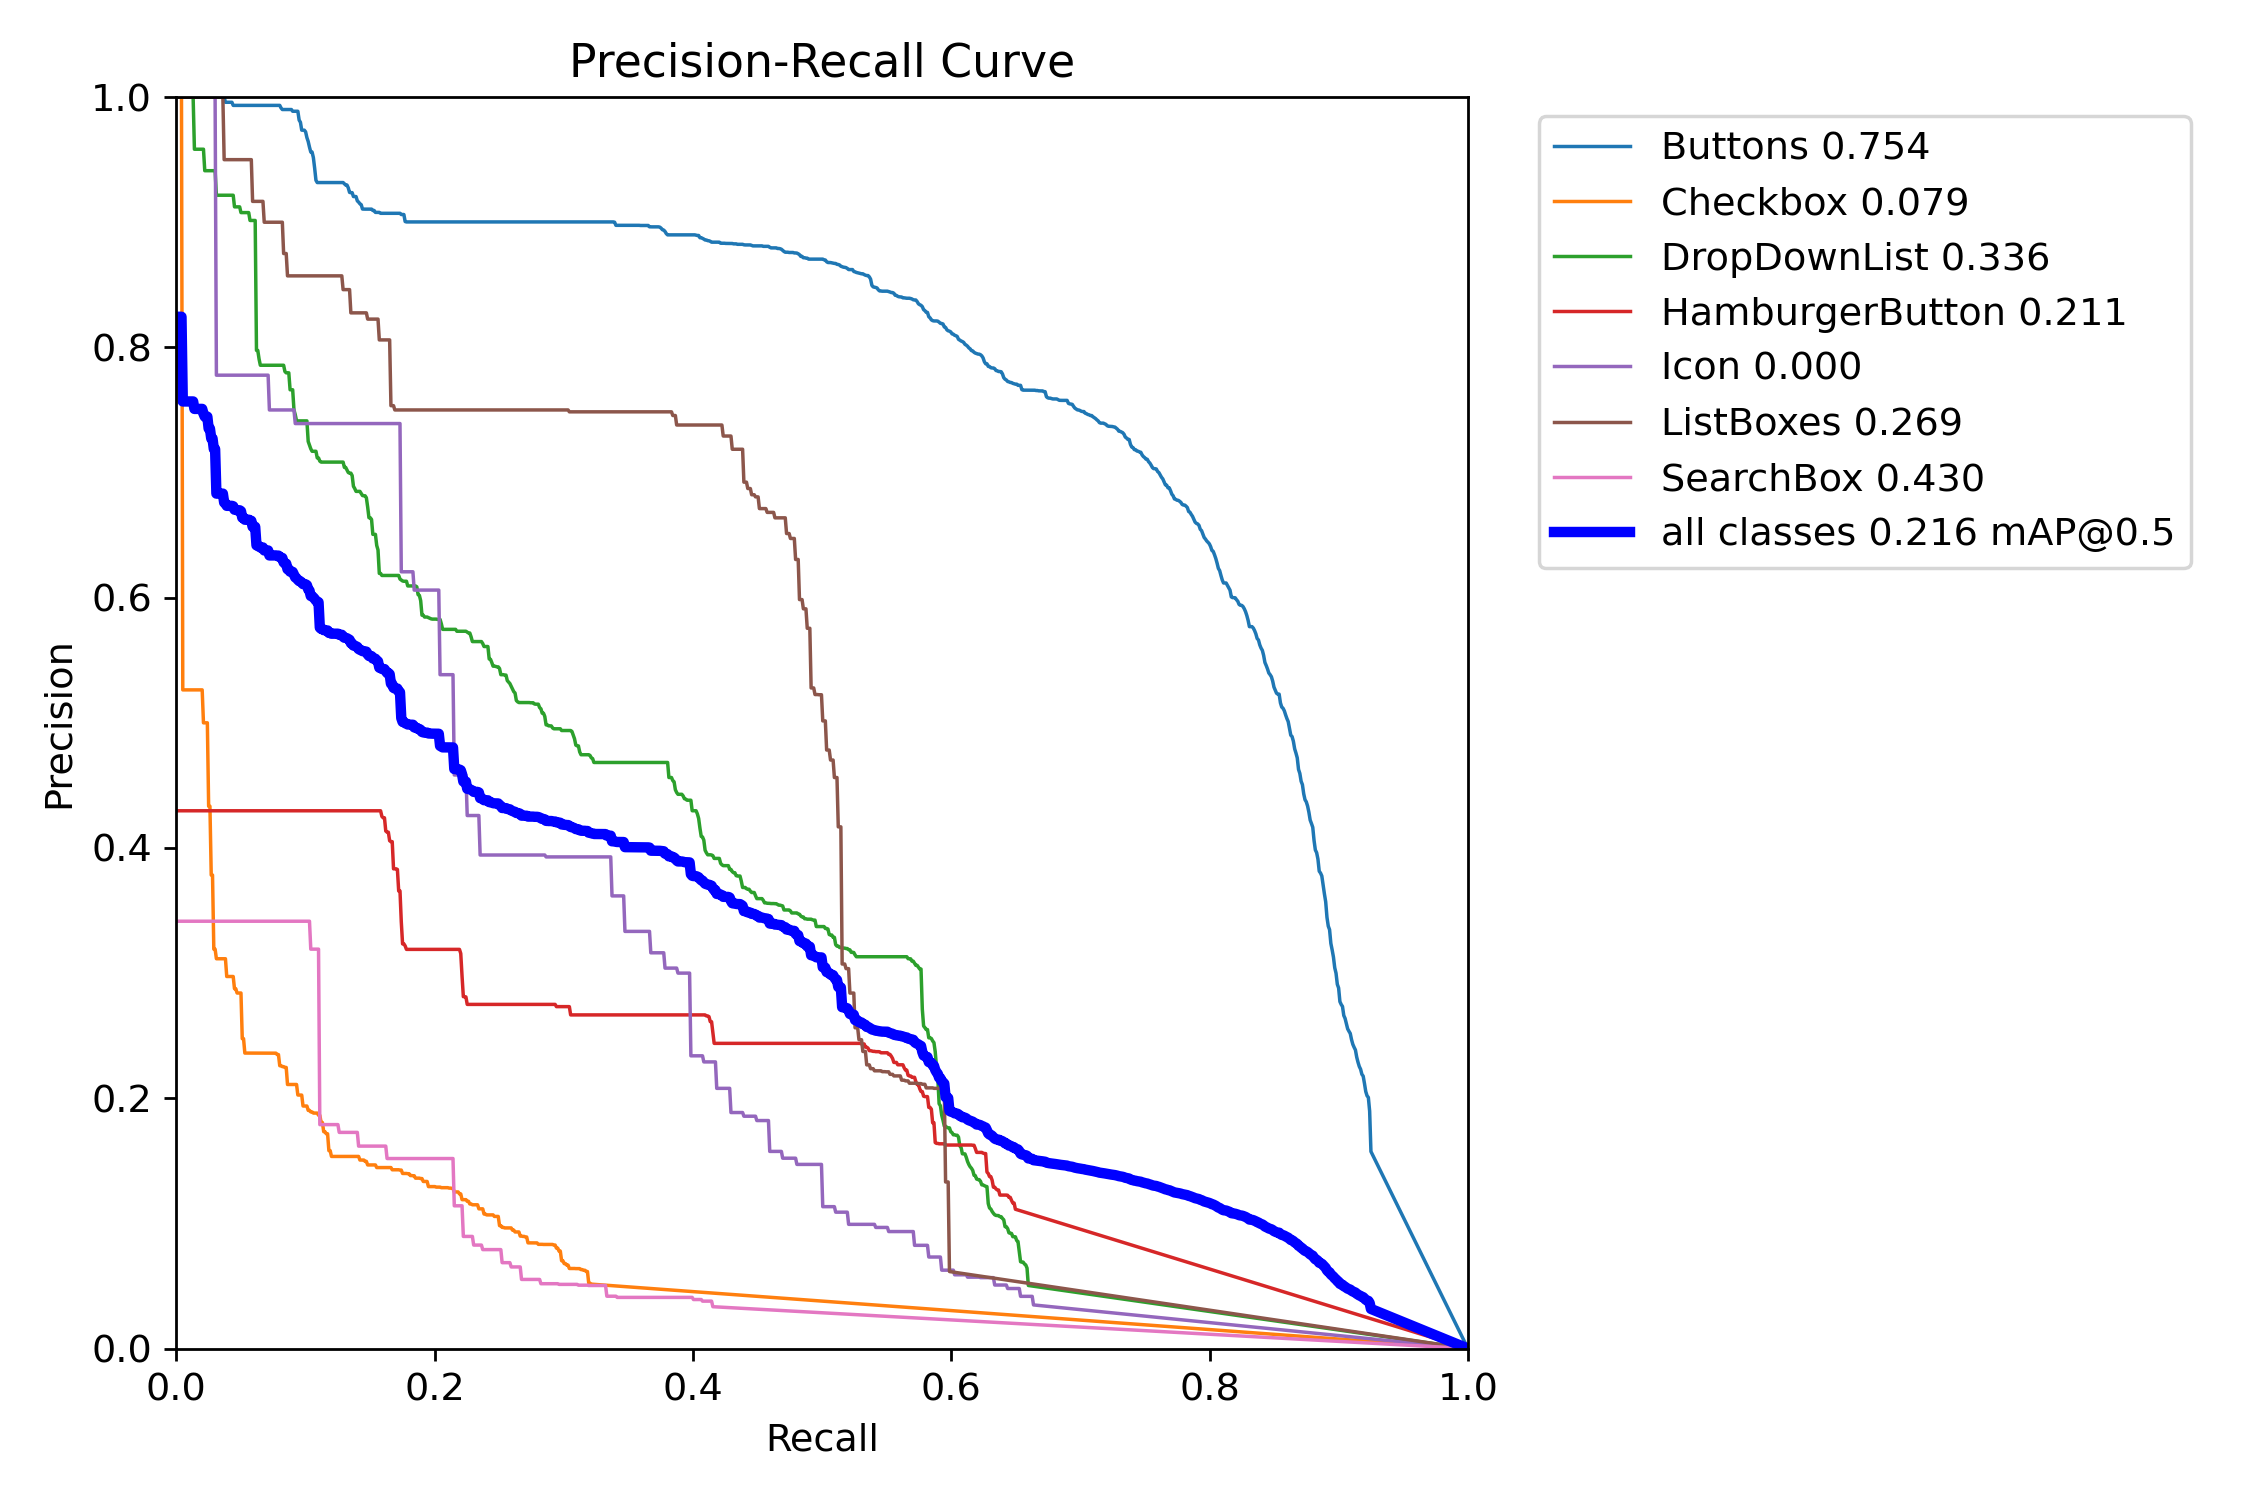 Precision-Recall Curve
1.0
0.8
0.6
0.4
0.2
0.0
Precision
0.0 0.2 0.4 0.6 0.8 1.0
Recall
Buttons 0.754
Checkbox 0.079
DropDownList 0.336
HamburgerButton 0.211
Icon 0.000
ListBoxes 0.269
SearchBox 0.430
all classes 0.216 mAP@0.5